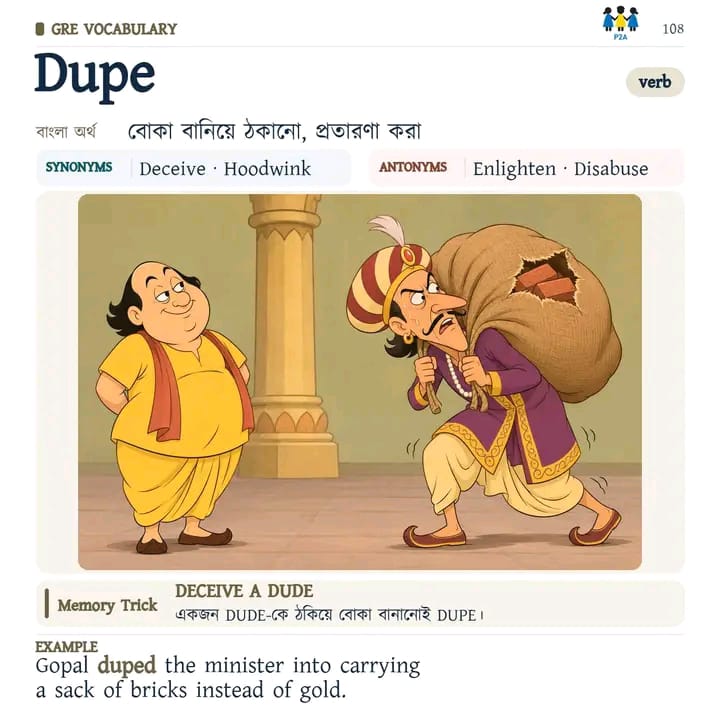 GRE VOCABULARY
P2A
108
Dupe
verb
বাংলা অর্থ বোকা বানিয়ে ঠকানো, প্রতারণা করা
SYNONYMS Deceive · Hoodwink ANTONYMS Enlighten · Disabuse
Memory Trick
DECEIVE A DUDE
একজন DUDE-কে ঠকিয়ে বোকা বানানোই DUPE।
EXAMPLE
Gopal duped the minister into carrying
a sack of bricks instead of gold.